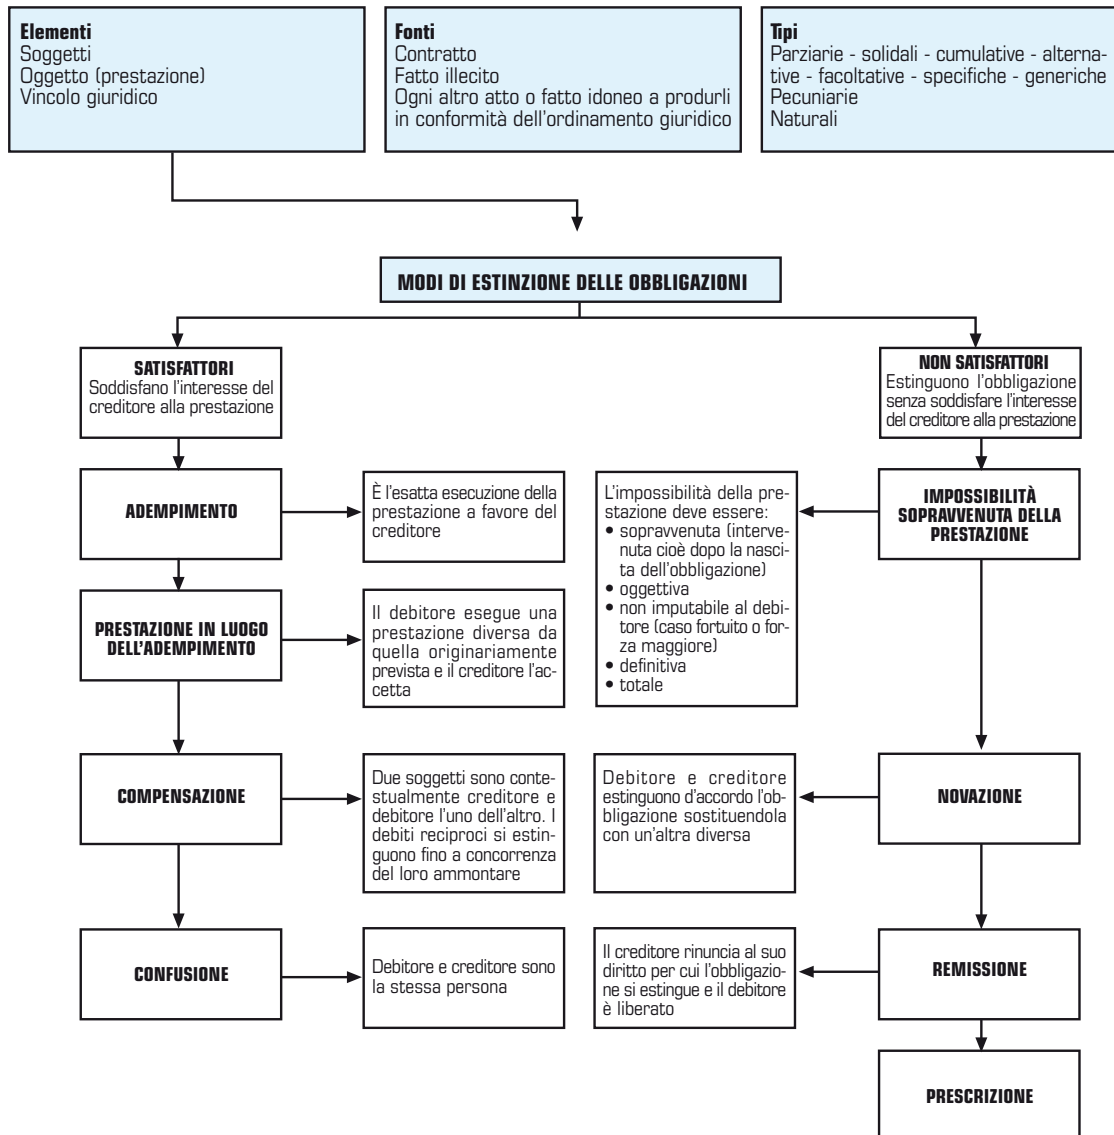 Elementi
Soggetti
Oggetto (prestazione)
Vincolo giuridico
Fonti
Contratto
Fatto illecito
Ogni altro atto o fatto idoneo a produrli
in conformità dell'ordinamento giuridico
Tipi
Parziarie - solidali - cumulative - alterna-
tive - facoltative - specifiche - generiche
Pecuniarie
Naturali
MODI DI ESTINZIONE DELLE OBBLIGAZIONI
SATISFATTORI
Soddisfano l'interesse del
creditore alla prestazione
NON SATISFATTORI
Estinguono l'obbligazione
senza soddisfare l'interesse
del creditore alla prestazione
ADEMPIMENTO
È l'esatta esecuzione della
prestazione a favore del
creditore
L'impossibilità della pre-
stazione deve essere:
• sopravvenuta (interve-
nuta cioè dopo la nasci-
ta dell'obbligazione)
• oggettiva
• non imputabile al debi-
tore (caso fortuito o for-
za maggiore)
• definitiva
• totale
IMPOSSIBILITÀ
SOPRAVVENUTA DELLA
PRESTAZIONE
PRESTAZIONE IN LUOGO
DELL'ADEMPIMENTO
Il debitore esegue una
prestazione diversa da
quella originariamente
prevista e il creditore l'ac-
cetta
COMPENSAZIONE
Due soggetti sono conte-
stualmente creditore e
debitore l'uno dell'altro. I
debiti reciproci si estin-
guono fino a concorrenza
del loro ammontare
Debitore e creditore
estinguono d'accordo l'ob-
bligazione sostituendola
con un'altra diversa
NOVAZIONE
CONFUSIONE
Debitore e creditore sono
la stessa persona
Il creditore rinuncia al suo
diritto per cui l'obbligazio-
ne si estingue e il debitore
è liberato
REMISSIONE
PRESCRIZIONE